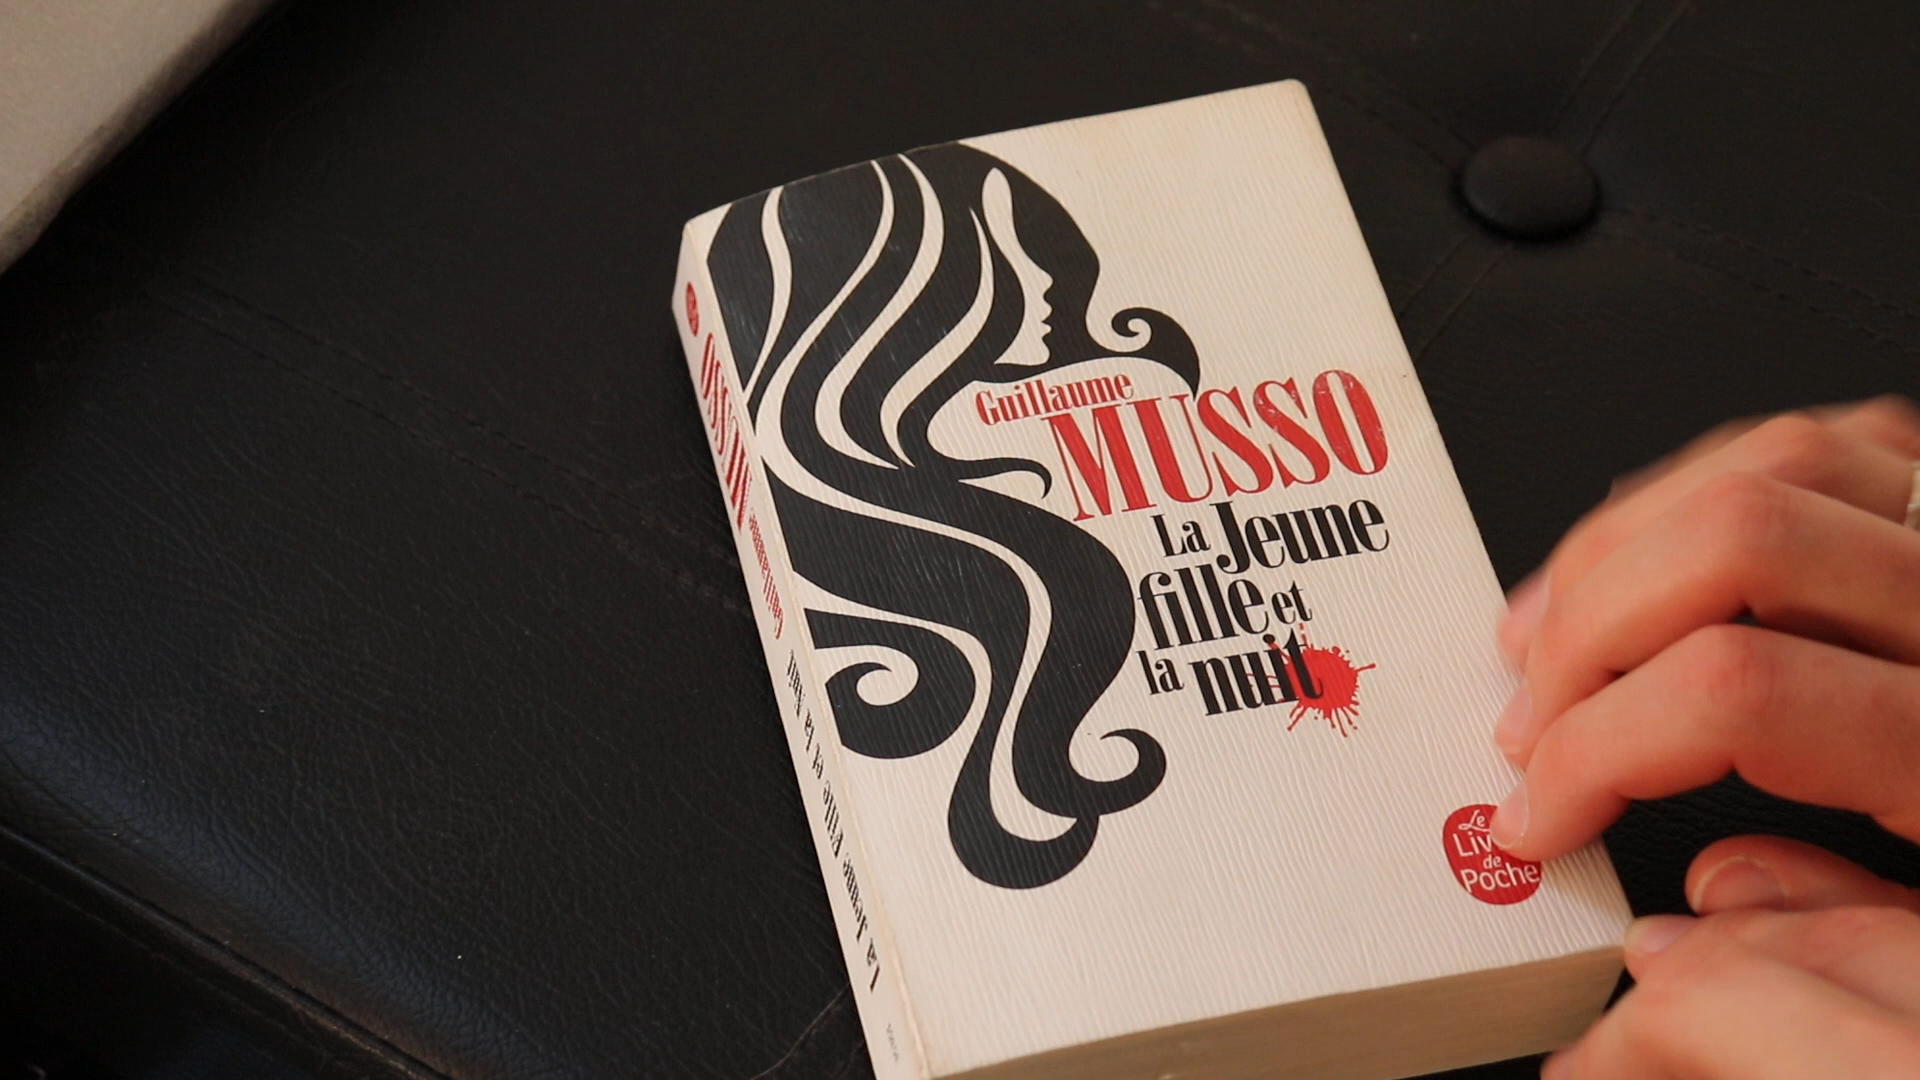 Guillaume
MUSSO
La Jeune
fille et
la nuit
Le
de
Poche
Guillaume MUSSO
La Jeune Fille et la Nuit